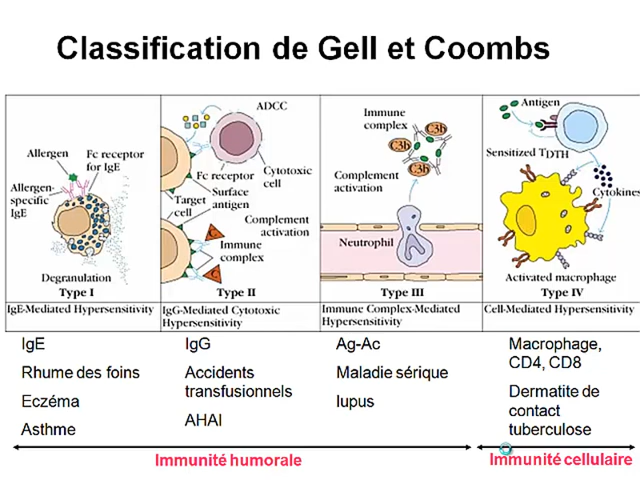 Classification de Gell et Coombs
Allergen
Fc receptor
for IgE
Allergen-
specific
IgE
Degranulation
Type I
IgE-Mediated Hypersensitivity
ADCC
Fc receptor
Cytotoxic
cell
Surface
antigen
Target
cell
Complement
activation
Immune
complex
C
C
Type II
IgG-Mediated Cytotoxic
Hypersensitivity
Immune
complex
C3b
C3b
C3b
Complement
activation
Neutrophil
Type III
Immune Complex-Mediated
Hypersensitivity
Antigen
Sensitized TDTH
Cytokines
Activated macrophage
Type IV
Cell-Mediated Hypersensitivity
IgE
Rhume des foins
Eczéma
Asthme
IgG
Accidents
transfusionnels
AHAI
Ag-Ac
Maladie sérique
lupus
Macrophage,
CD4, CD8
Dermatite de
contact
tuberculose
Immunité humorale
Immunité cellulaire